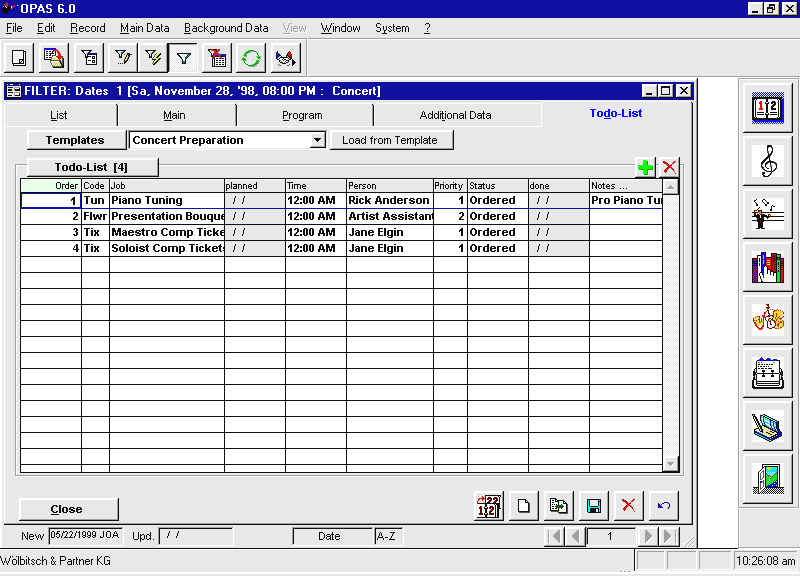 OPAS 6.0
File Edit Record Main Data Background Data View Window System ?
FILTER: Dates 1 [Sa, November 28, '98, 08:00 PM : Concert]
List Main Program Additional Data Todo-List
Templates Concert Preparation Load from Template
Todo-List [4]
Order Code Job planned Time Person Priority Status done Notes ...
1 Tun Piano Tuning / / 12:00 AM Rick Anderson 1 Ordered / / Pro Piano Tu
2 Flwr Presentation Bouque / / 12:00 AM Artist Assistant 2 Ordered / /
3 Tix Maestro Comp Ticke / / 12:00 AM Jane Elgin 1 Ordered / /
4 Tix Soloist Comp Ticket / / 12:00 AM Jane Elgin 1 Ordered / /
Close
New 05/22/1999 JOA Upd. / / Date A-Z 1
Wölbitsch & Partner KG 10:26:08 am